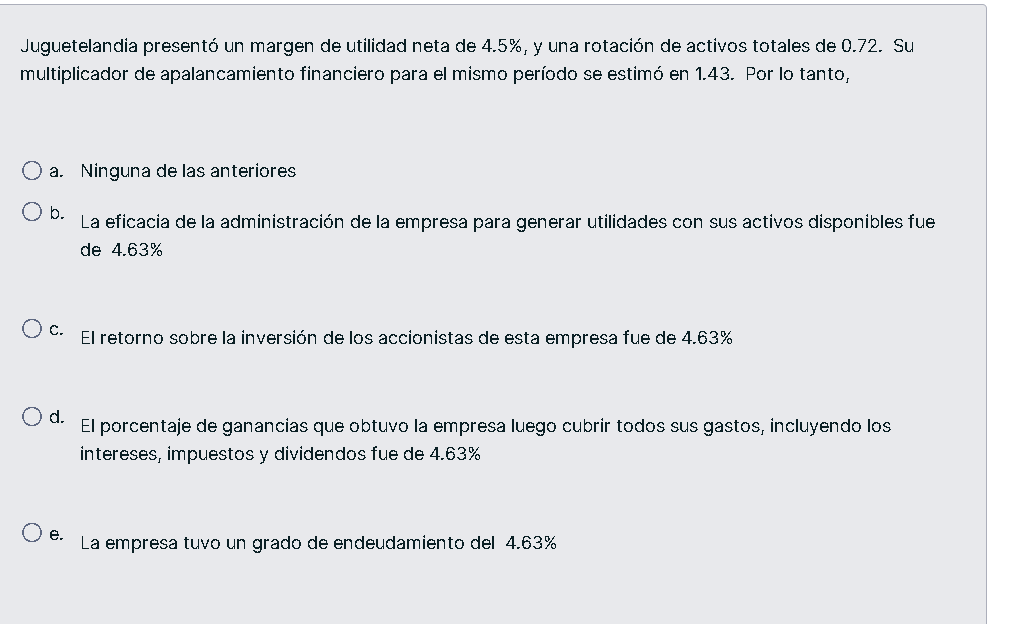 Juguetelandia presentó un margen de utilidad neta de 4.5%, y una rotación de activos totales de 0.72.  Su
multiplicador de apalancamiento financiero para el mismo período se estimó en 1.43.  Por lo tanto,
a. Ninguna de las anteriores
b. La eficacia de la administración de la empresa para generar utilidades con sus activos disponibles fue
de  4.63%
c. El retorno sobre la inversión de los accionistas de esta empresa fue de 4.63%
d. El porcentaje de ganancias que obtuvo la empresa luego cubrir todos sus gastos, incluyendo los
intereses, impuestos y dividendos fue de 4.63%
e. La empresa tuvo un grado de endeudamiento del  4.63%